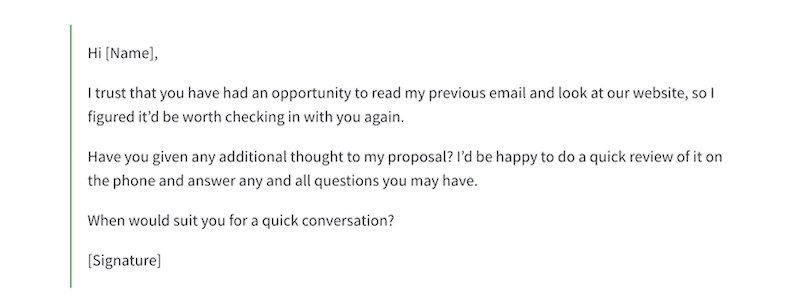 Hi [Name],
I trust that you have had an opportunity to read my previous email and look at our website, so I
figured it’d be worth checking in with you again.
Have you given any additional thought to my proposal? I’d be happy to do a quick review of it on
the phone and answer any and all questions you may have.
When would suit you for a quick conversation?
[Signature]